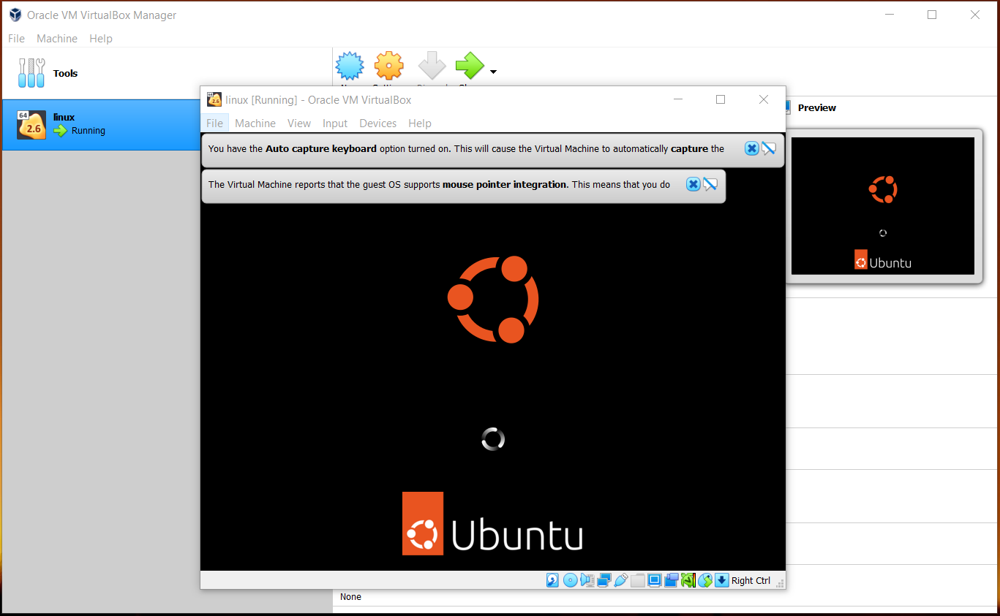 Oracle VM VirtualBox Manager
File Machine Help
Tools
64
2.6
linux
Running
Preview
linux [Running] - Oracle VM VirtualBox
File Machine View Input Devices Help
You have the Auto capture keyboard option turned on. This will cause the Virtual Machine to automatically capture the
The Virtual Machine reports that the guest OS supports mouse pointer integration. This means that you do
Ubuntu
Ubuntu
Right Ctrl
None